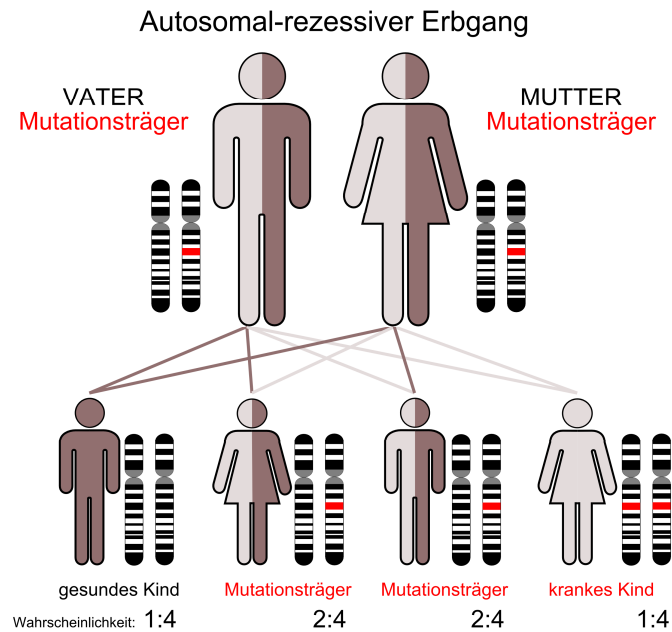 Autosomal-rezessiver Erbgang
VATER
Mutationsträger
MUTTER
Mutationsträger
gesundes Kind
Mutationsträger
Mutationsträger
krankes Kind
Wahrscheinlichkeit: 1:4
2:4
2:4
1:4